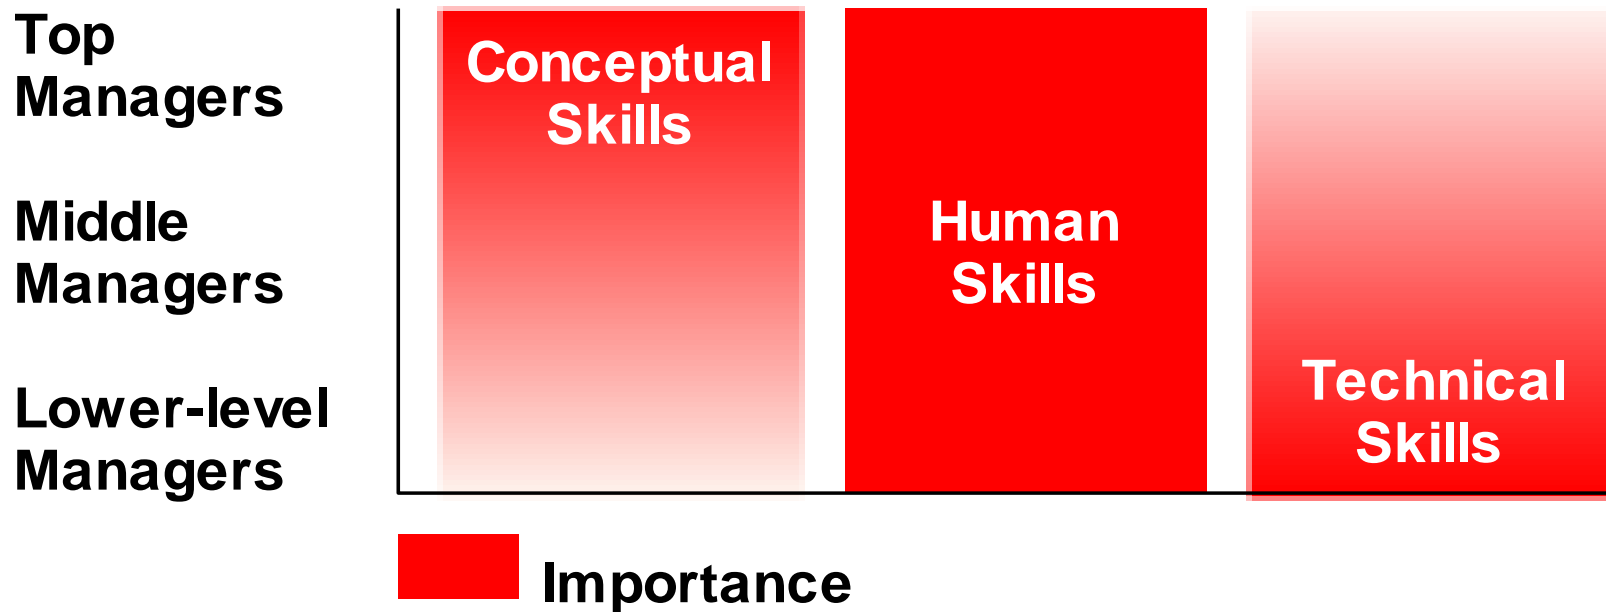 Top
Managers
Middle
Managers
Lower-level
Managers
Conceptual
Skills
Human
Skills
Technical
Skills
Importance